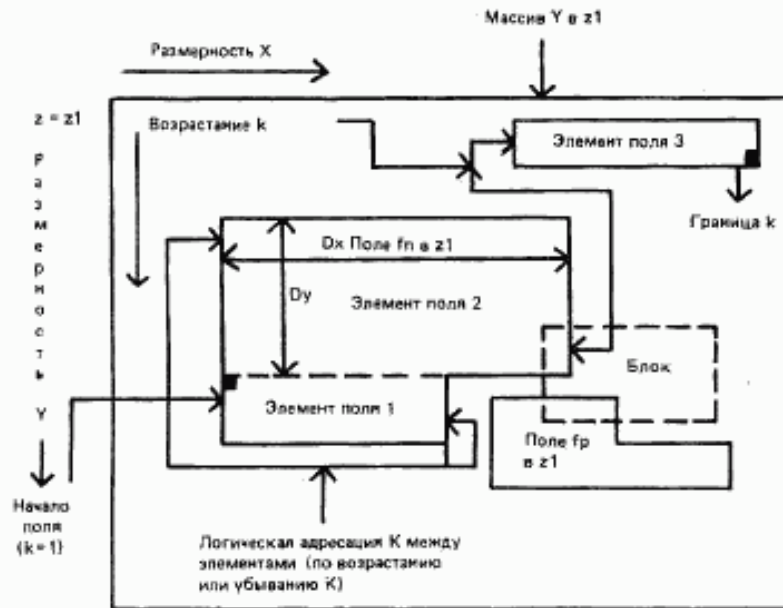 Массив Y в z1
Размерность X
z = z1
Возрастание k
Элемент поля 3
Размерность Y
Граница k
Dx Поле fn в z1
Dy
Элемент поля 2
Блок
Элемент поля 1
Поле fp
в z1
Начало
поля
(k=1)
Логическая адресация K между
элементами (по возрастанию
или убыванию K)